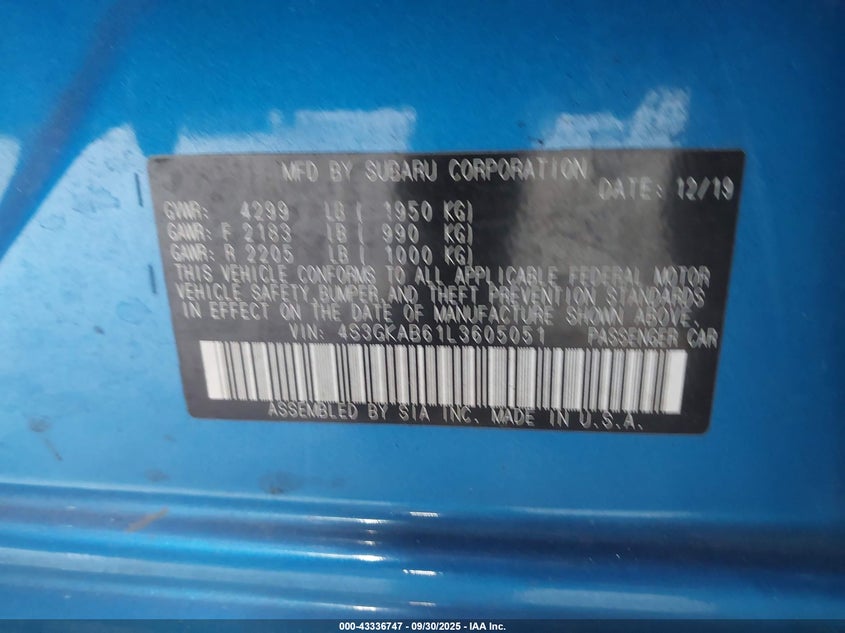 MFD BY SUBARU CORPORATION
DATE: 12/19
GVWR: 4299 LB ( 1950 KG)
GAWR: F 2183 LB ( 990 KG)
GAWR: R 2205 LB ( 1000 KG)
THIS VEHICLE CONFORMS TO ALL APPLICABLE FEDERAL MOTOR
VEHICLE SAFETY,BUMPER,AND THEFT PREVENTION STANDARDS
IN EFFECT ON THE DATE OF MANUFACTURE SHOWN ABOVE.
VIN: 4S3GKAB61L3605051 PASSENGER CAR
ASSEMBLED BY SIA INC. MADE IN U.S.A.
000-43336747 - 09/30/2025 - IAA Inc.